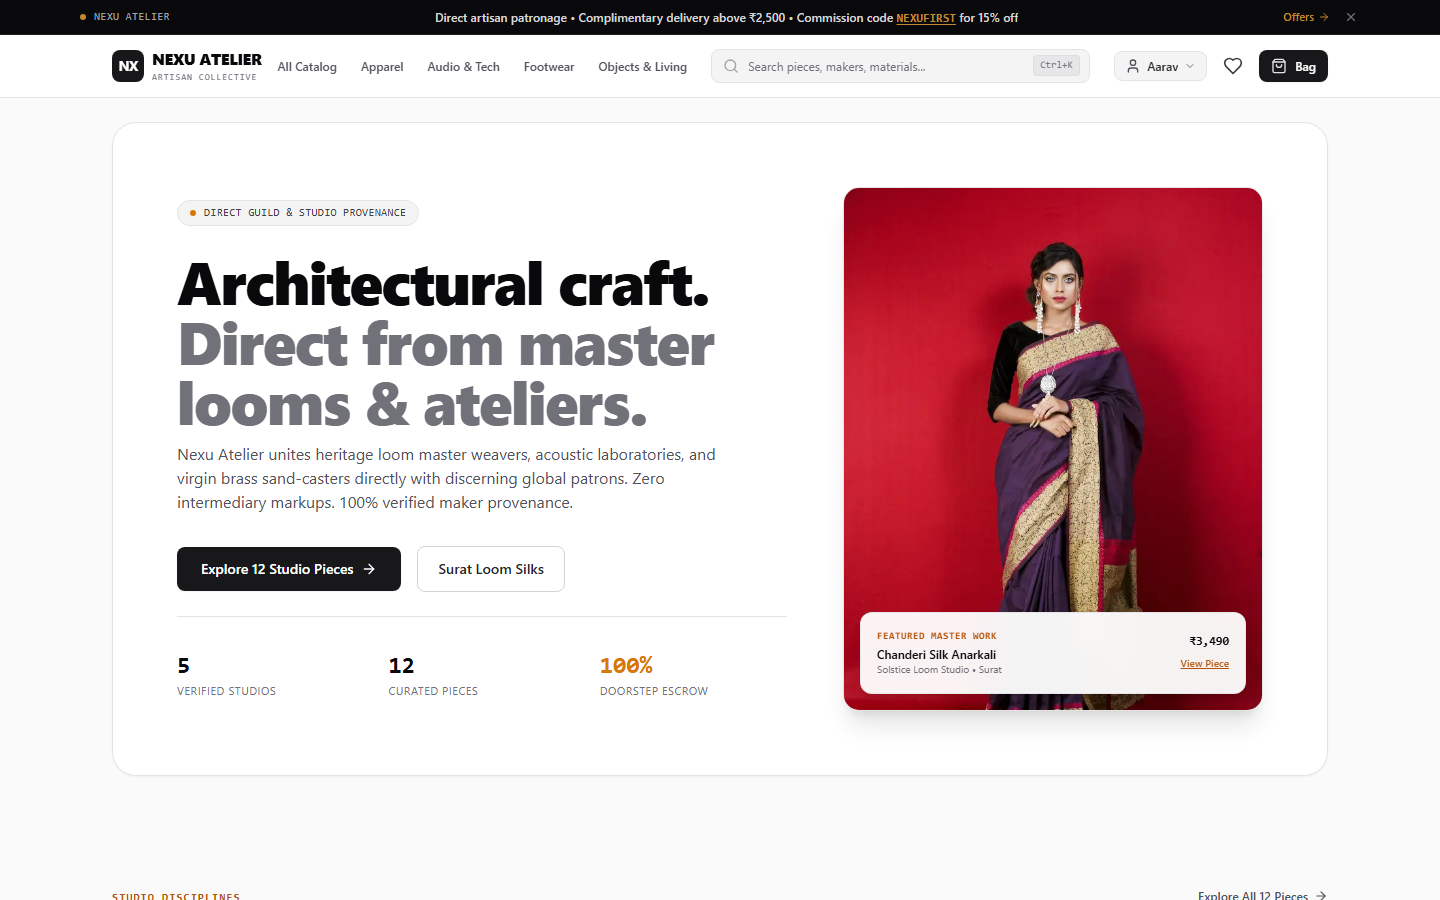 NEXU ATELIER
Direct artisan patronage • Complimentary delivery above ₹2,500 • Commission code NEXUFIRST for 15% off
Offers →
NX
NEXU ATELIER
ARTISAN COLLECTIVE
All Catalog
Apparel
Audio & Tech
Footwear
Objects & Living
Search pieces, makers, materials...
Ctrl+K
Aarav
Bag
DIRECT GUILD & STUDIO PROVENANCE
Architectural craft.
Direct from master
looms & ateliers.
Nexu Atelier unites heritage loom master weavers, acoustic laboratories, and
virgin brass sand-casters directly with discerning global patrons. Zero
intermediary markups. 100% verified maker provenance.
Explore 12 Studio Pieces →
Surat Loom Silks
5
VERIFIED STUDIOS
12
CURATED PIECES
100%
DOORSTEP ESCROW
FEATURED MASTER WORK
Chanderi Silk Anarkali
Solstice Loom Studio • Surat
₹3,490
View Piece
STUDIO DISCIPLINES
Explore All 12 Pieces →